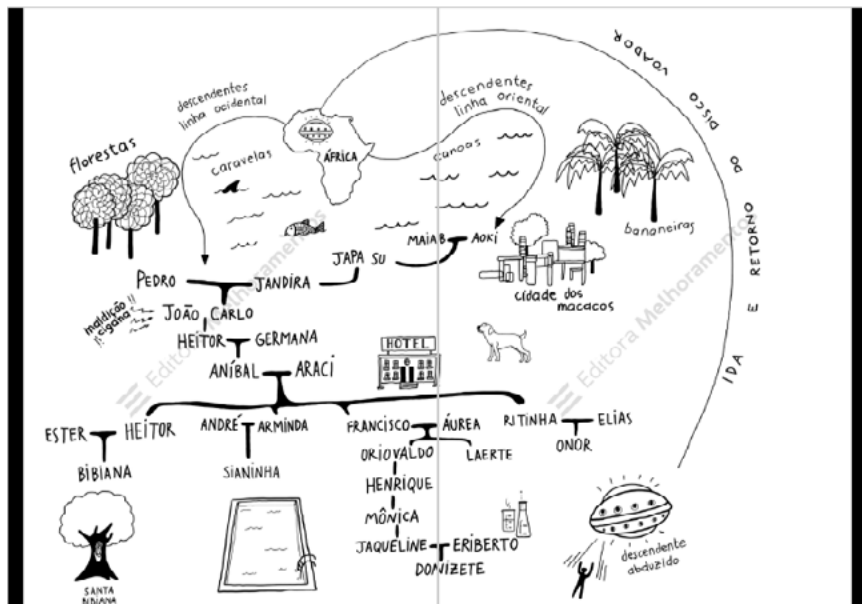 IDA E RETORNO DO DISCO VOADOR
descendentes
linha ocidental
descendentes
linha oriental
florestas
caravelas
ÁFRICA
canoas
bananeiras
MAIAB AOKI
JAPA SU
PEDRO JANDIRA
cidade dos
macacos
maldição
cigana !!
JOÃO CARLO
HEITOR GERMANA
HOTEL
ANÍBAL ARACI
ESTER HEITOR ANDRÉ ARMINDA FRANCISCO ÁUREA RITINHA ELIAS
ORIOVALDO LAERTE ONOR
BIBIANA SIANINHA
HENRIQUE
MÔNICA
JAQUELINE ERIBERTO
DONIZETE
descendente
abduzido
SANTA
BIBIANA
Editora Melhoramentos
Editora Melhoramentos